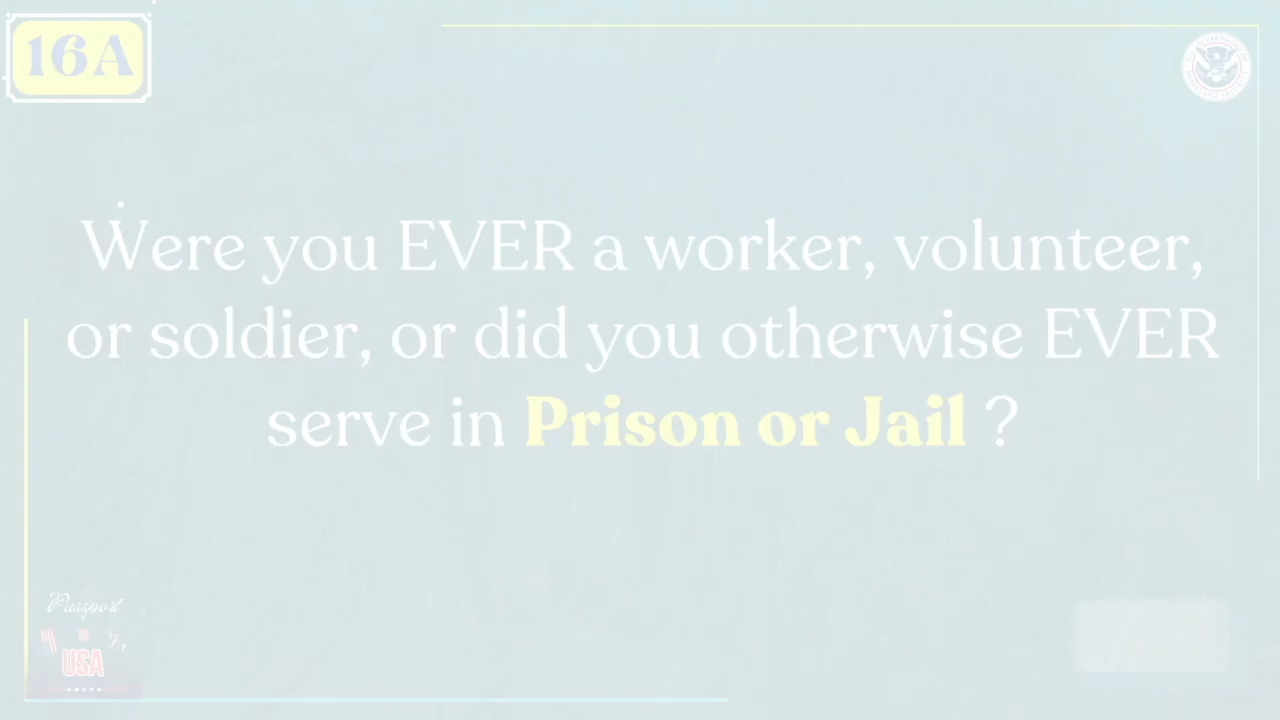 16A
Were you EVER a worker, volunteer,
or soldier, or did you otherwise EVER
serve in Prison or Jail ?
Passport
USA